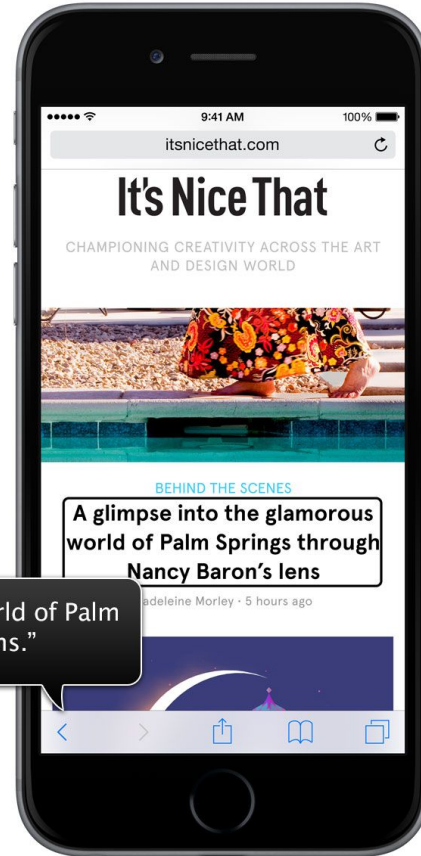 9:41 AM
100%
itsnicethat.com
It's Nice That
CHAMPIONING CREATIVITY ACROSS THE ART
AND DESIGN WORLD
BEHIND THE SCENES
A glimpse into the glamorous
world of Palm Springs through
Nancy Baron’s lens
adeleine Morley · 5 hours ago
rld of Palm
ns.”